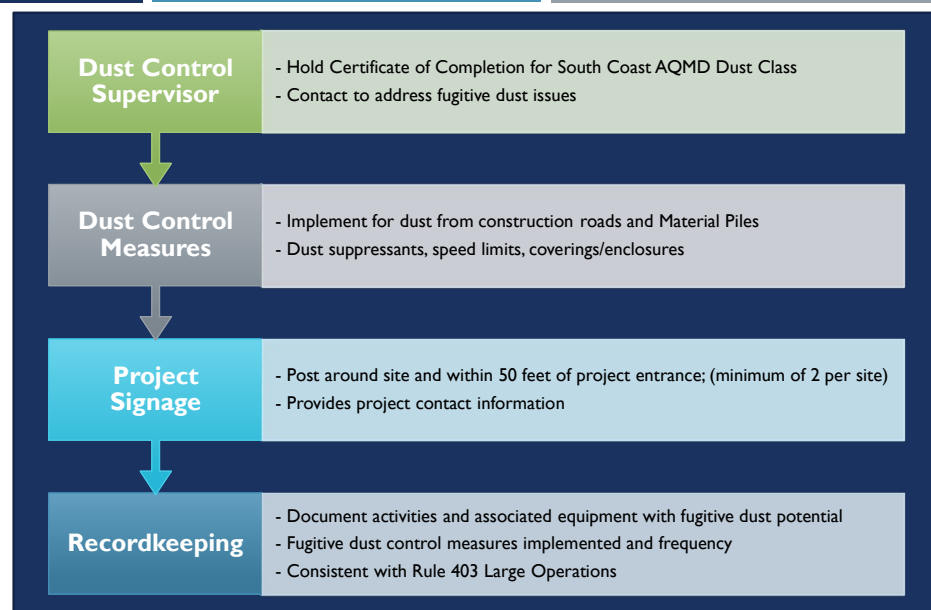 Dust Control
Supervisor
- Hold Certificate of Completion for South Coast AQMD Dust Class
- Contact to address fugitive dust issues
Dust Control
Measures
- Implement for dust from construction roads and Material Piles
- Dust suppressants, speed limits, coverings/enclosures
Project
Signage
- Post around site and within 50 feet of project entrance; (minimum of 2 per site)
- Provides project contact information
Recordkeeping
- Document activities and associated equipment with fugitive dust potential
- Fugitive dust control measures implemented and frequency
- Consistent with Rule 403 Large Operations